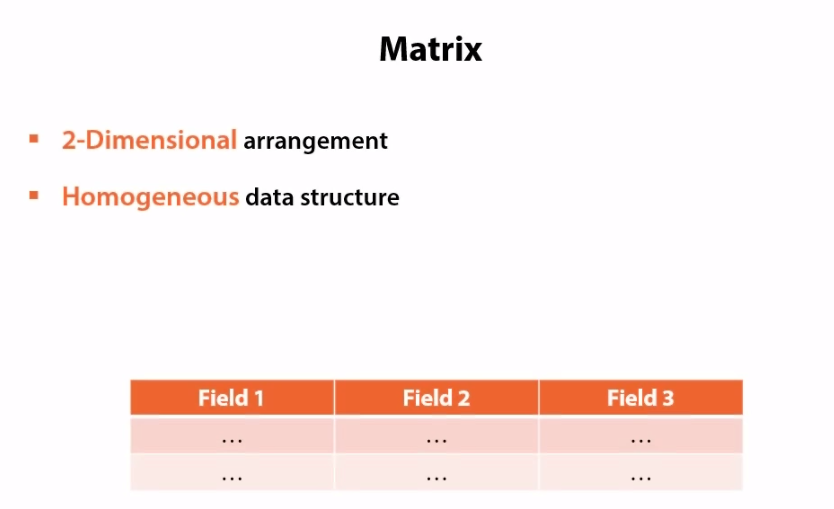 Matrix
▪ 2-Dimensional arrangement
▪ Homogeneous data structure
Field 1 Field 2 Field 3
... ... ...
... ... ...